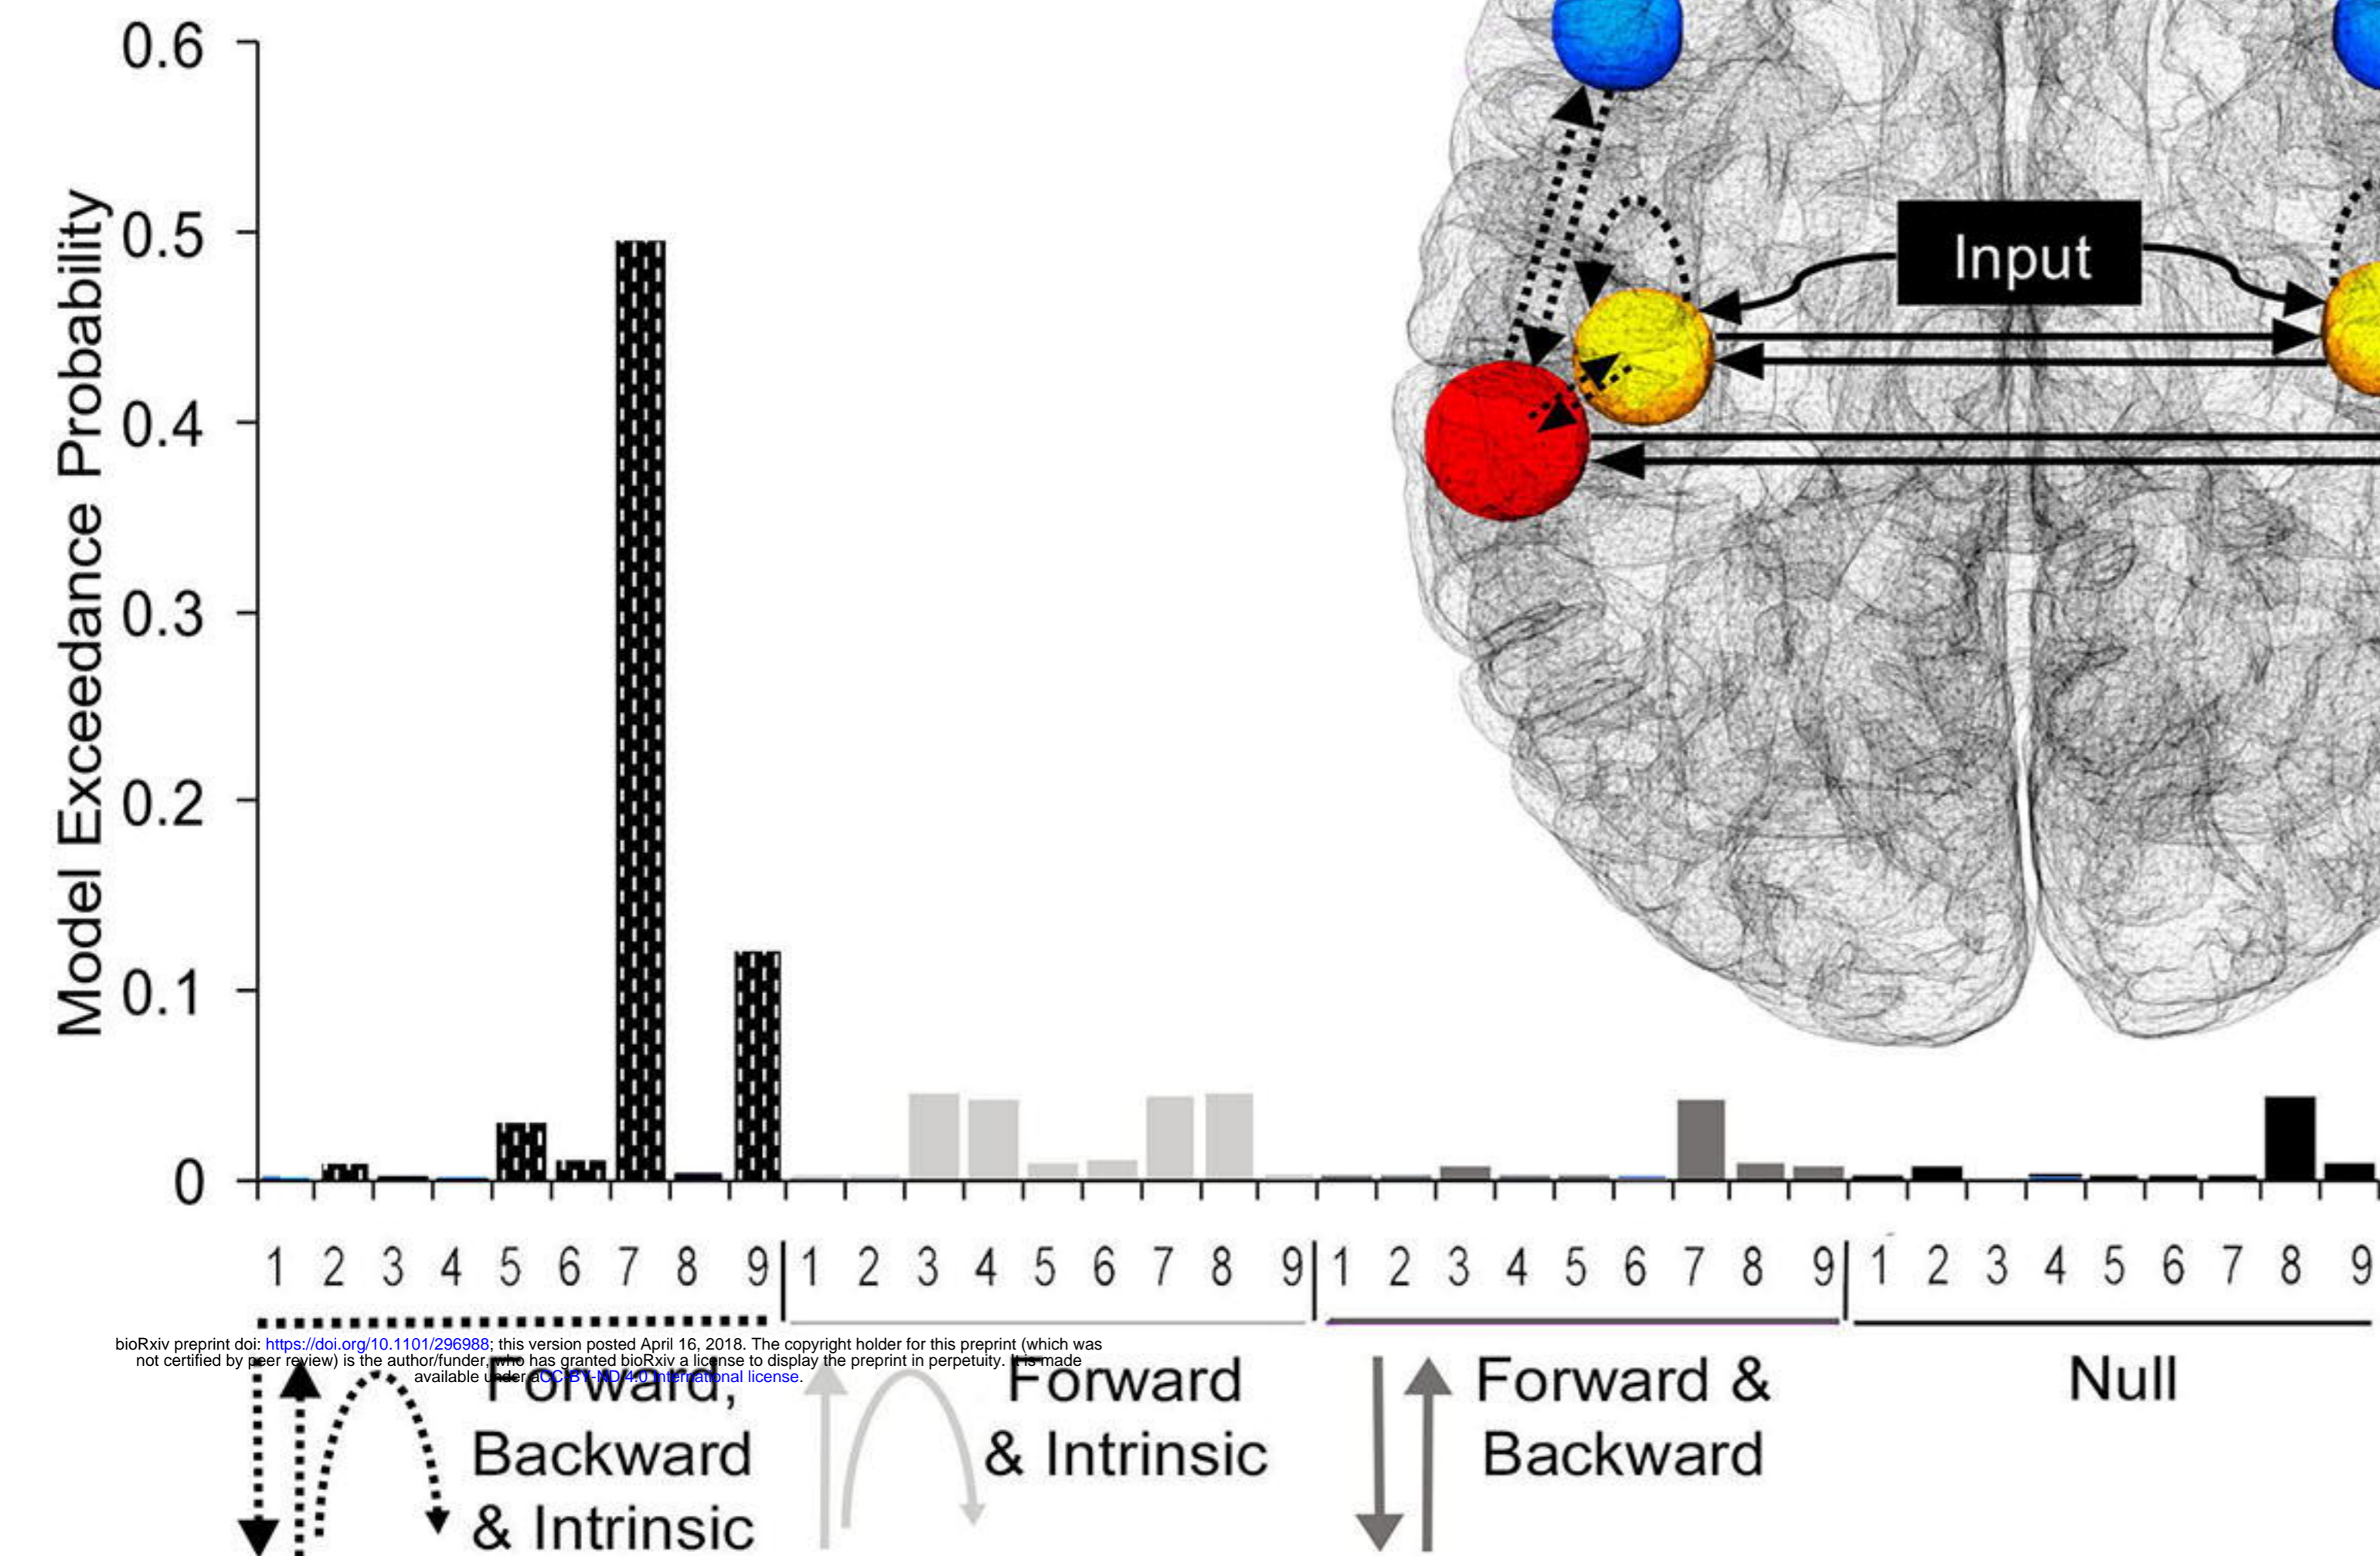 0.6
0.5
0.4
0.3
0.2
0.1
0
Model Exceedance Probability
Input
1 2 3 4 5 6 7 8 9 1 2 3 4 5 6 7 8 9 1 2 3 4 5 6 7 8 9 1 2 3 4 5 6 7 8 9
bioRxiv preprint doi: https://doi.org/10.1101/296988; this version posted April 16, 2018. The copyright holder for this preprint (which was
not certified by peer review) is the author/funder, who has granted bioRxiv a license to display the preprint in perpetuity. It is made
available under aCC-BY-ND 4.0 International license.
Forward,
Backward
& Intrinsic
Forward
& Intrinsic
Forward &
Backward
Null